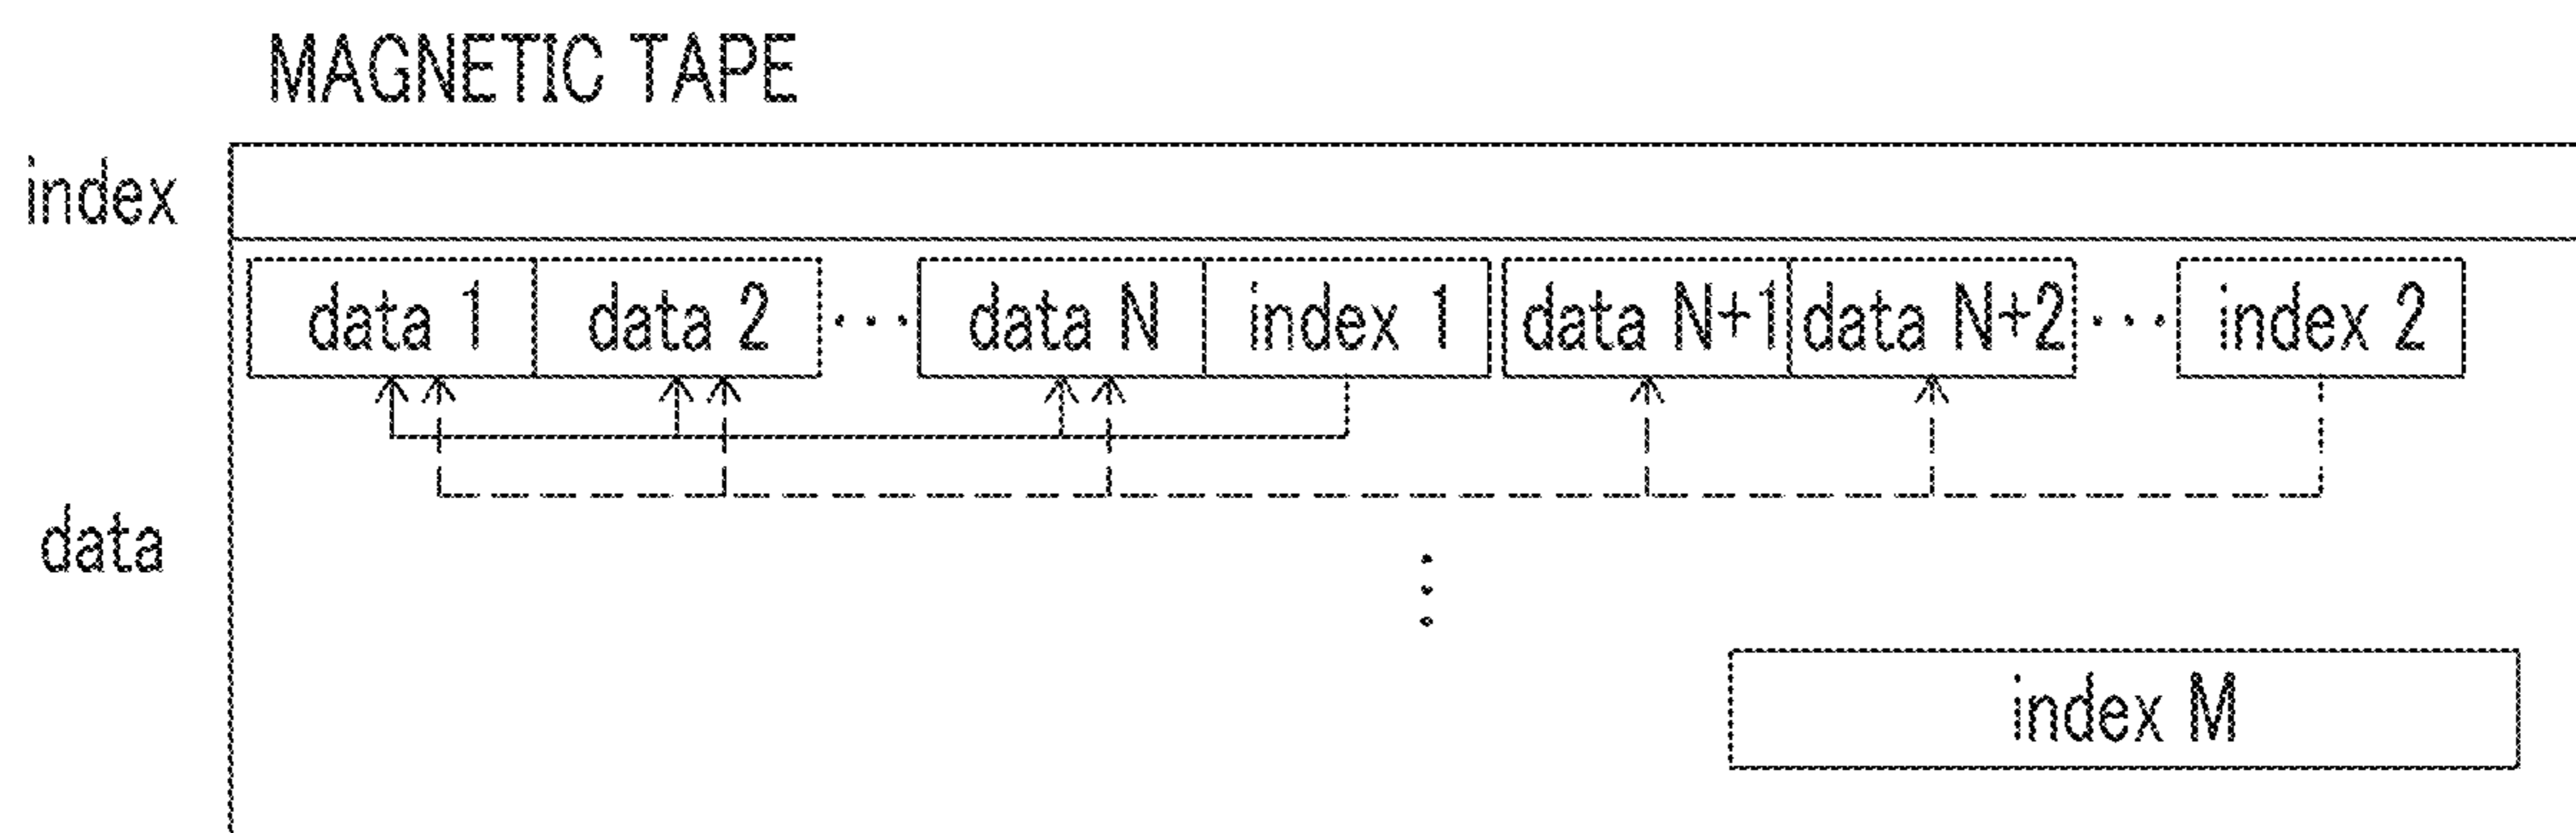 MAGNETIC TAPE
index
data 1 data 2 ... data N index 1 data N+1 data N+2 ... index 2
data
index M